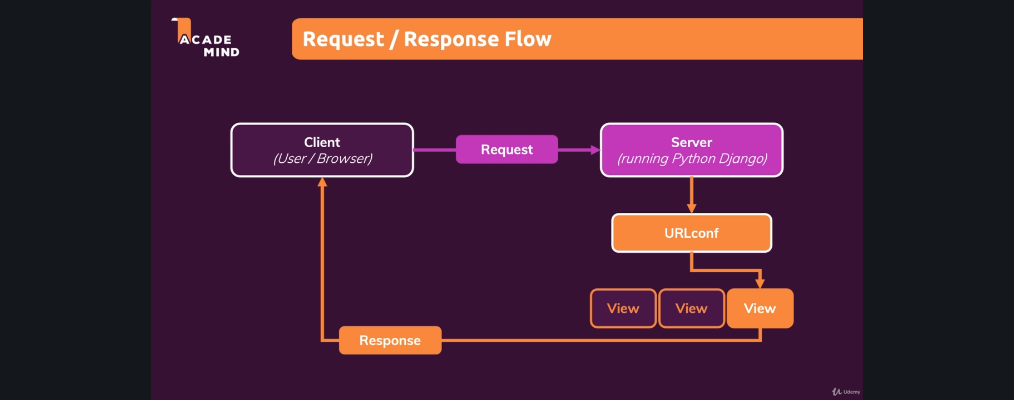 ACADE
MIND
Request / Response Flow
Client
(User / Browser)
Request
Server
(running Python Django)
URLconf
View
View
View
Response
Udemy